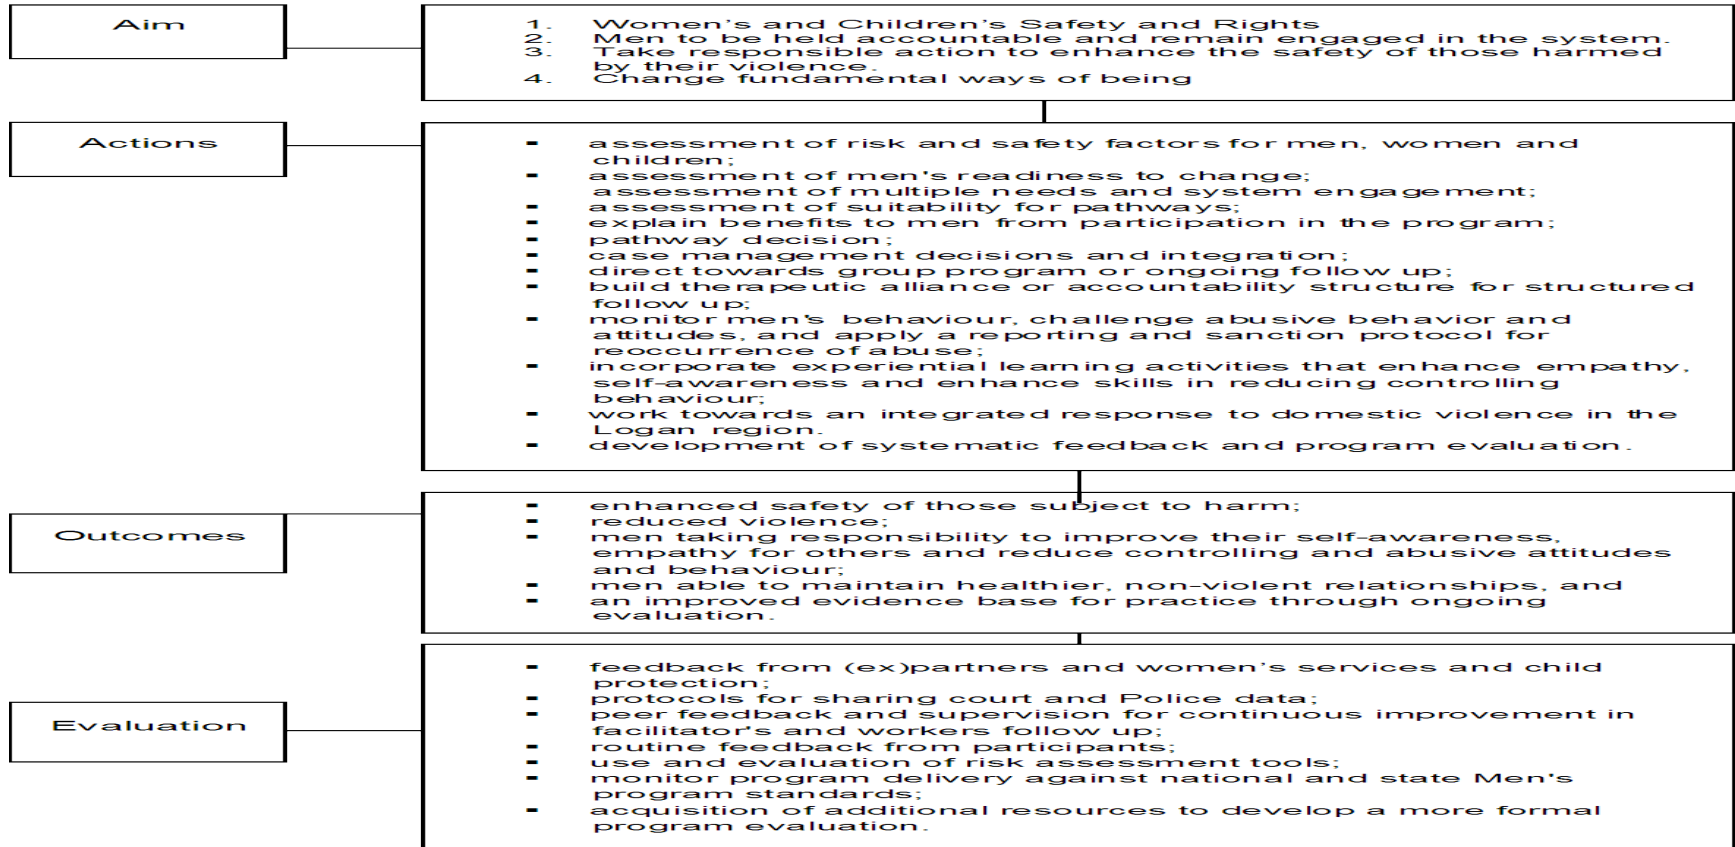 Aim
1. Women's and Children's Safety and Rights
2. Men to be held accountable and remain engaged in the system.
3. Take responsible action to enhance the safety of those harmed
by their violence.
4. Change fundamental ways of being
Actions
- assessment of risk and safety factors for men, women and
children;
- assessment of men's readiness to change;
assessment of multiple needs and system engagement;
- assessment of suitability for pathways;
- explain benefits to men from participation in the program;
- pathway decision;
- case management decisions and integration;
- direct towards group program or ongoing follow up;
- build therapeutic alliance or accountability structure for structured
follow up;
- monitor men's behaviour, challenge abusive behavior and
attitudes, and apply a reporting and sanction protocol for
reoccurrence of abuse;
- incorporate experiential learning activities that enhance empathy,
self-awareness and enhance skills in reducing controlling
behaviour;
- work towards an integrated response to domestic violence in the
Logan region.
- development of systematic feedback and program evaluation.
Outcomes
- enhanced safety of those subject to harm;
- reduced violence;
- men taking responsibility to improve their self-awareness,
empathy for others and reduce controlling and abusive attitudes
and behaviour;
- men able to maintain healthier, non-violent relationships, and
- an improved evidence base for practice through ongoing
evaluation.
Evaluation
- feedback from (ex)partners and women's services and child
protection;
- protocols for sharing court and Police data;
- peer feedback and supervision for continuous improvement in
facilitator's and workers follow up;
- routine feedback from participants;
- use and evaluation of risk assessment tools;
- monitor program delivery against national and state Men's
program standards;
- acquisition of additional resources to develop a more formal
program evaluation.